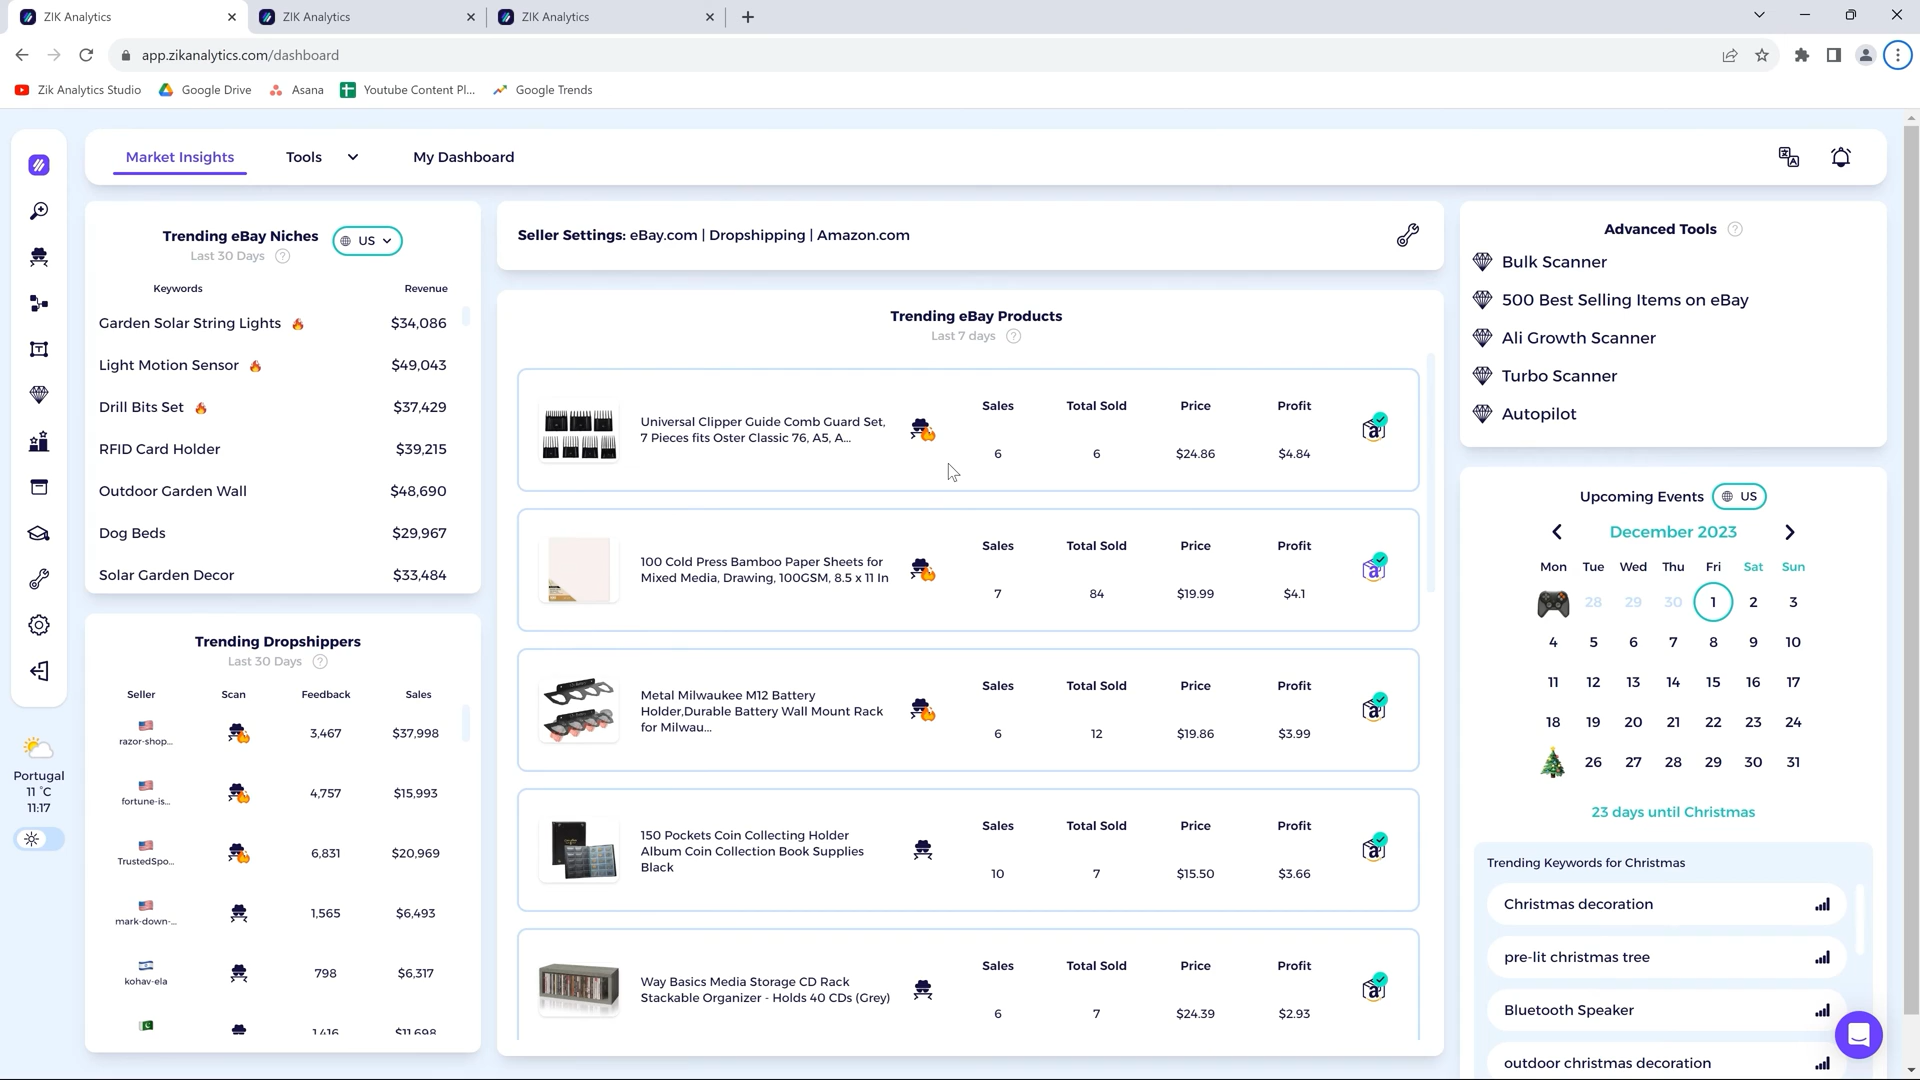 ZIK Analytics
ZIK Analytics
ZIK Analytics
app.zikanalytics.com/dashboard
Zik Analytics Studio
Google Drive
Asana
Youtube Content Pl...
Google Trends
Market Insights
Tools
My Dashboard
Trending eBay Niches
US
Last 30 Days
?
Keywords Revenue
Garden Solar String Lights $34,086
Light Motion Sensor $49,043
Drill Bits Set $37,429
RFID Card Holder $39,215
Outdoor Garden Wall $48,690
Dog Beds $29,967
Solar Garden Decor $33,484
Trending Dropshippers
Last 30 Days ?
Seller Scan Feedback Sales
razor-shop... 3,467 $37,998
fortune-is... 4,757 $15,993
TrustedSpo... 6,831 $20,969
mark-down-... 1,565 $6,493
kohav-ela 798 $6,317
1,416 $11,698
Portugal
11 °C
11:17
Seller Settings: eBay.com | Dropshipping | Amazon.com
Trending eBay Products
Last 7 days ?
Universal Clipper Guide Comb Guard Set,
7 Pieces fits Oster Classic 76, A5, A...
Sales Total Sold Price Profit
6 6 $24.86 $4.84
100 Cold Press Bamboo Paper Sheets for
Mixed Media, Drawing, 100GSM, 8.5 x 11 In
Sales Total Sold Price Profit
7 84 $19.99 $4.1
Metal Milwaukee M12 Battery
Holder,Durable Battery Wall Mount Rack
for Milwau...
Sales Total Sold Price Profit
6 12 $19.86 $3.99
150 Pockets Coin Collecting Holder
Album Coin Collection Book Supplies
Black
Sales Total Sold Price Profit
10 7 $15.50 $3.66
Way Basics Media Storage CD Rack
Stackable Organizer - Holds 40 CDs (Grey)
Sales Total Sold Price Profit
6 7 $24.39 $2.93
Advanced Tools ?
Bulk Scanner
500 Best Selling Items on eBay
Ali Growth Scanner
Turbo Scanner
Autopilot
Upcoming Events US
December 2023
Mon Tue Wed Thu Fri Sat Sun
28 29 30 1 2 3
4 5 6 7 8 9 10
11 12 13 14 15 16 17
18 19 20 21 22 23 24
26 27 28 29 30 31
23 days until Christmas
Trending Keywords for Christmas
Christmas decoration
pre-lit christmas tree
Bluetooth Speaker
outdoor christmas decoration